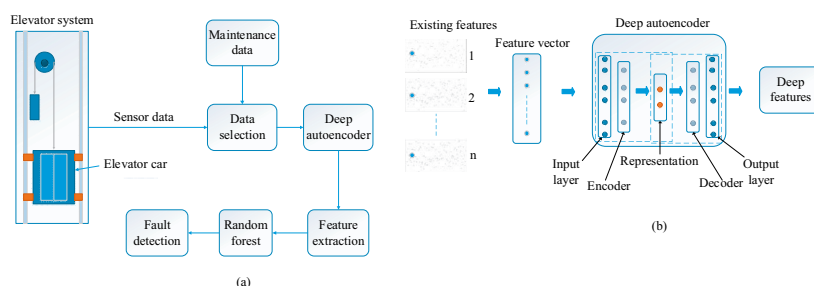 Elevator system
Maintenance
data
Sensor data
Data
selection
Deep
autoencoder
Elevator car
Fault
detection
Random
forest
Feature
extraction
(a)
Existing features
1
2
n
Feature vector
Deep autoencoder
Deep
features
Input
layer
Encoder
Representation
Decoder
Output
layer
(b)